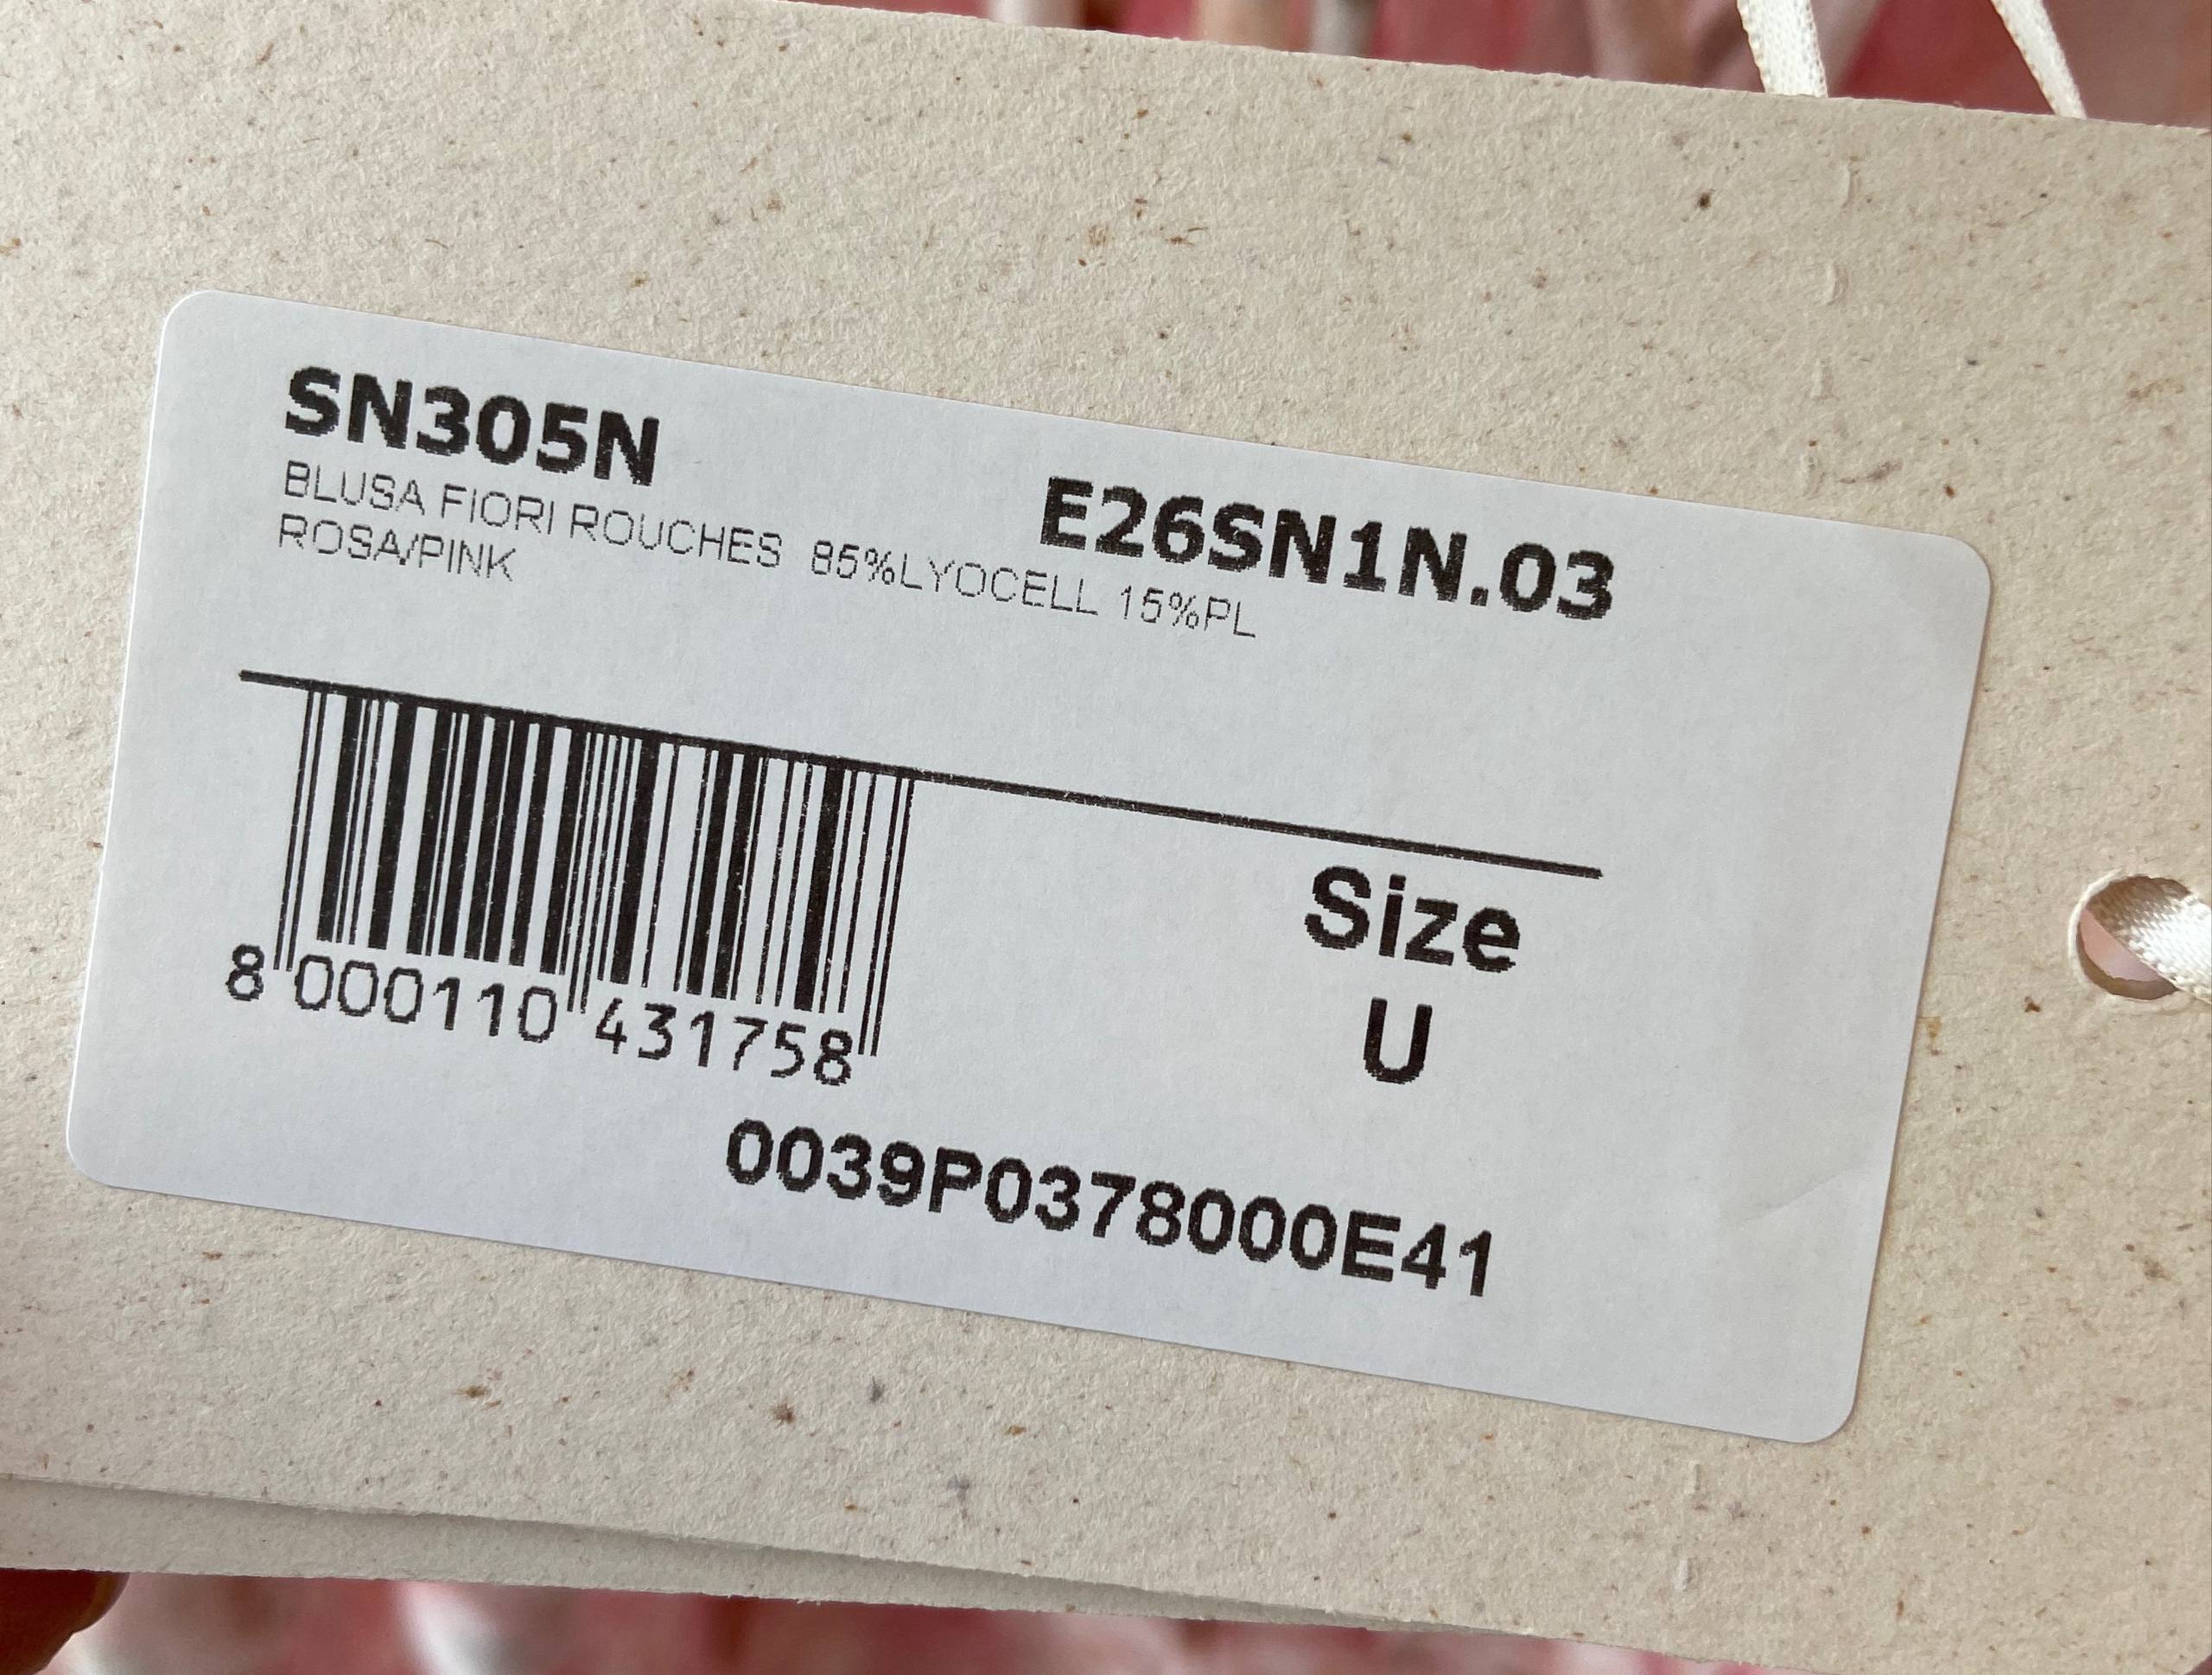 SN305N
E26SN1N.03
BLUSA FIORI ROUCHES 85%LYOCELL 15%PL
ROSA/PINK
Size
U
8 000110 431758
0039P0378000E41